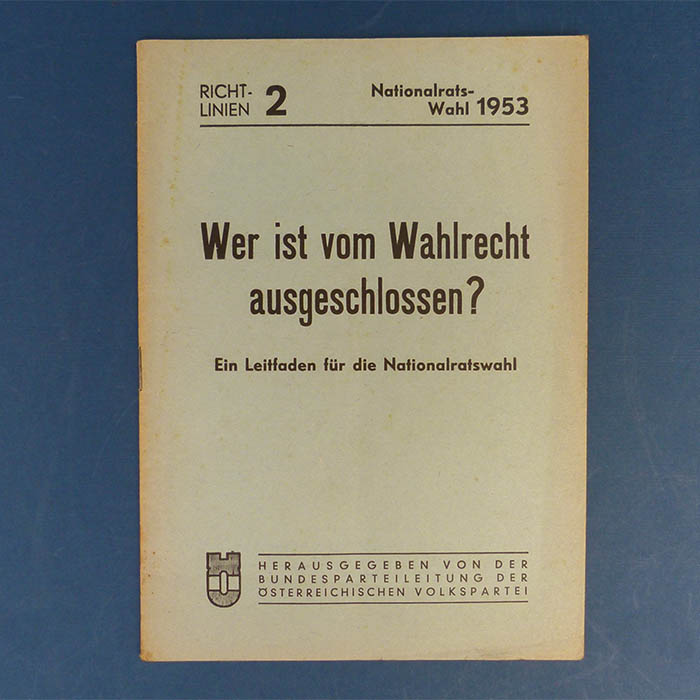 RICHT-
LINIEN 2
Nationalrats-
Wahl 1953
Wer ist vom Wahlrecht
ausgeschlossen?
Ein Leitfaden für die Nationalratswahl
HERAUSGEGEBEN VON DER
BUNDESPARTEILEITUNG DER
ÖSTERREICHISCHEN VOLKSPARTEI